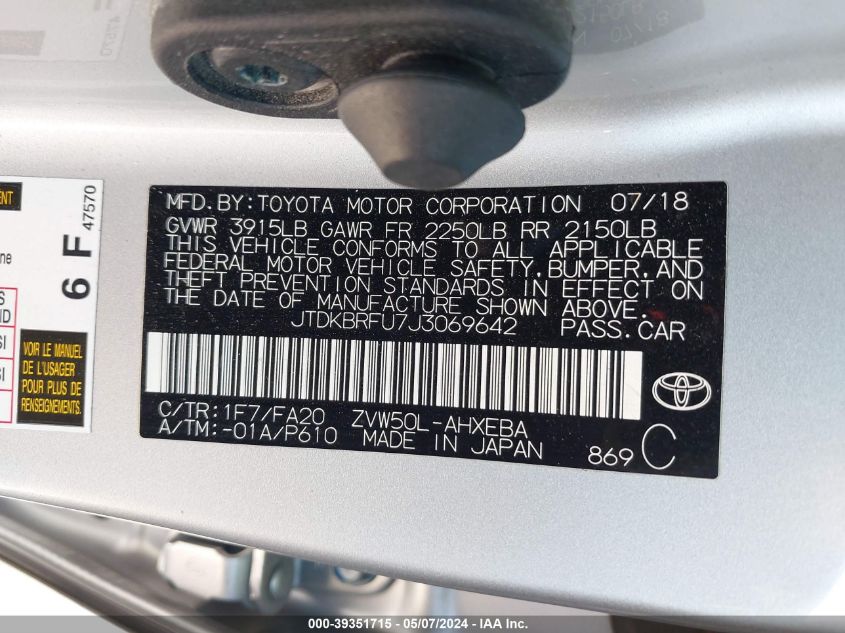 MFD. BY: TOYOTA MOTOR CORPORATION 07/18
GVWR 3915LB GAWR FR 2250LB RR 2150LB
THIS VEHICLE CONFORMS TO ALL APPLICABLE
FEDERAL MOTOR VEHICLE SAFETY, BUMPER, AND
THEFT PREVENTION STANDARDS IN EFFECT ON
THE DATE OF MANUFACTURE SHOWN ABOVE.
JTDKBRFU7J3069642 PASS. CAR
C/TR: 1F7/FA20 ZVW50L-AHXEBA
A/TM: -01A/P610 MADE IN JAPAN 869 C
47570
6 F
VOIR LE MANUEL
DE L'USAGER
POUR PLUS DE
RENSEIGNEMENTS.
07/18
000-39351715 - 05/07/2024 - IAA Inc.